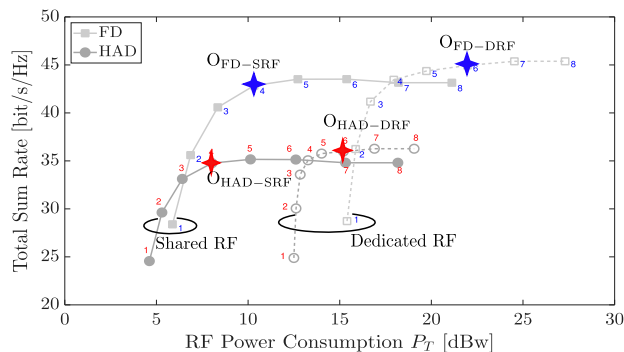 50
45
40
35
30
25
20
Total Sum Rate [bit/s/Hz]
FD
HAD
O_FD−SRF
O_FD−DRF
O_HAD−DRF
O_HAD−SRF
Shared RF
Dedicated RF
1 2 3 4 5 6 7 8
1 2 3 4 5 6 7 8
1 2 3 4 5 6 7 8
1 2 3 4 5 6 7 8
0 5 10 15 20 25 30
RF Power Consumption P_T [dBw]